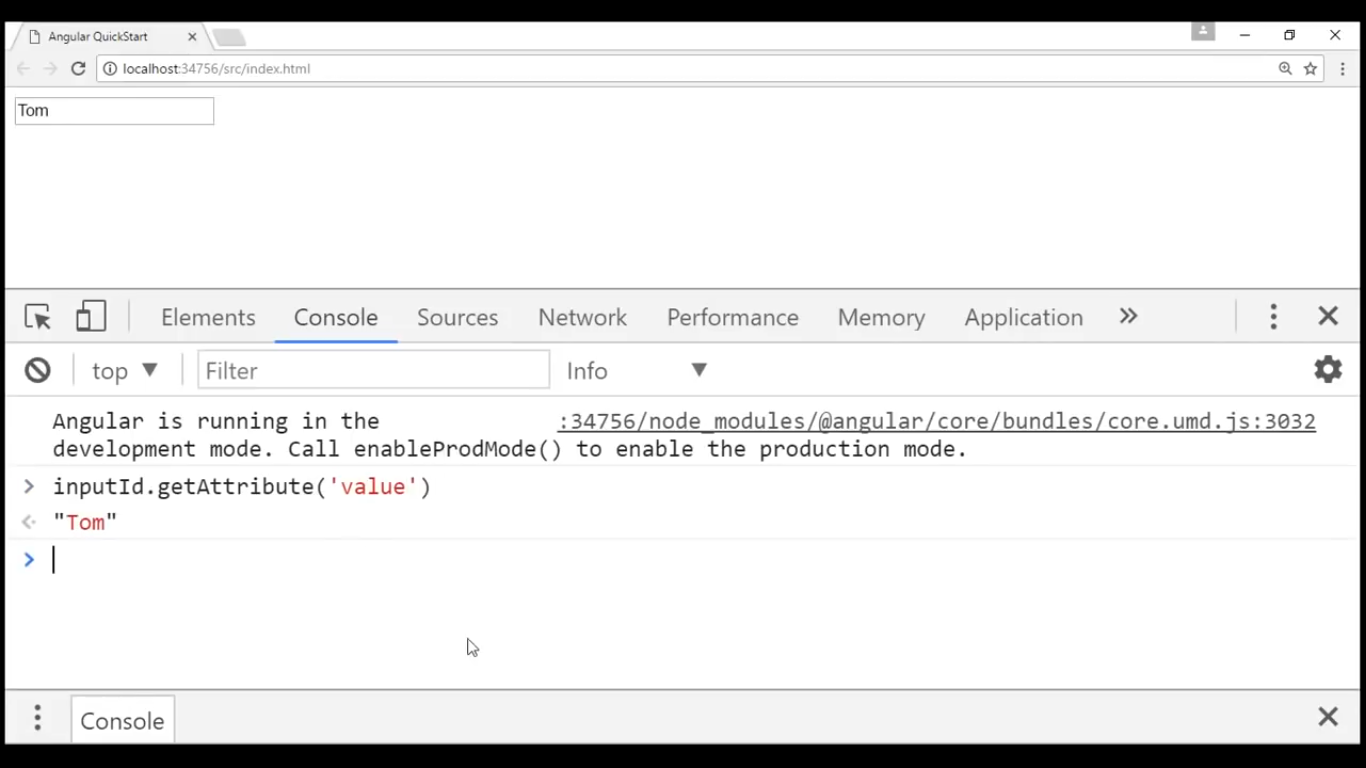 Angular QuickStart
localhost:34756/src/index.html
Tom
Elements Console Sources Network Performance Memory Application
top Filter Info
Angular is running in the :34756/node_modules/@angular/core/bundles/core.umd.js:3032
development mode. Call enableProdMode() to enable the production mode.
> inputId.getAttribute('value')
"Tom"
>
Console